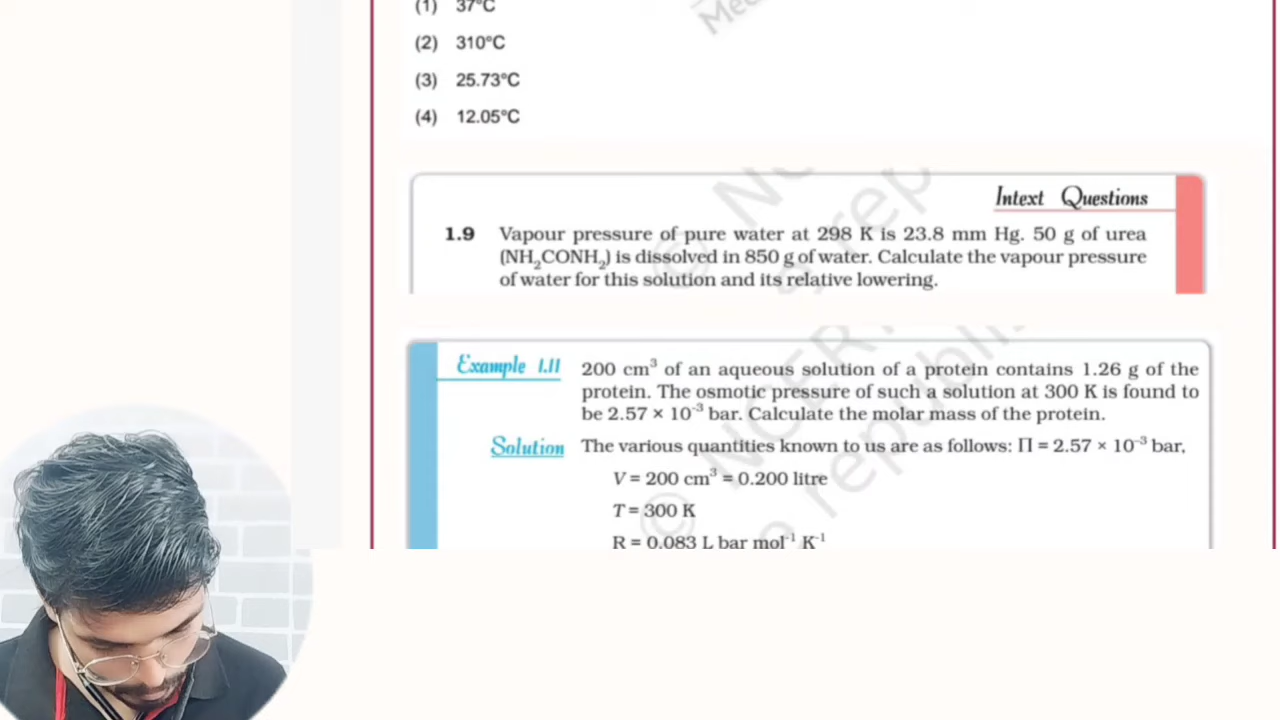 (1) 37°C
(2) 310°C
(3) 25.73°C
(4) 12.05°C
Intext Questions
1.9 Vapour pressure of pure water at 298 K is 23.8 mm Hg. 50 g of urea
(NH₂CONH₂) is dissolved in 850 g of water. Calculate the vapour pressure
of water for this solution and its relative lowering.
Example 1.11 200 cm³ of an aqueous solution of a protein contains 1.26 g of the
protein. The osmotic pressure of such a solution at 300 K is found to
be 2.57 × 10⁻³ bar. Calculate the molar mass of the protein.
Solution The various quantities known to us are as follows: Π = 2.57 × 10⁻³ bar,
V = 200 cm³ = 0.200 litre
T = 300 K
R = 0.083 L bar mol⁻¹ K⁻¹